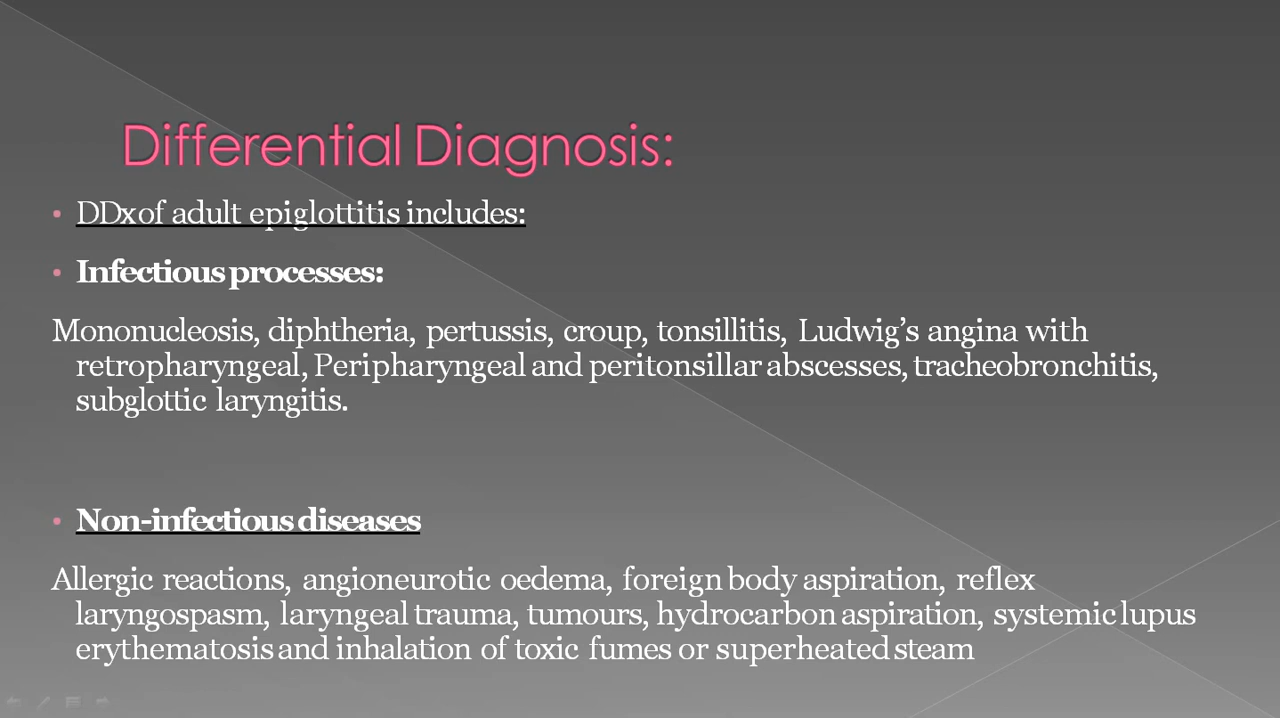 Differential Diagnosis:
• DDxof adult epiglottitis includes:
• Infectious processes:
Mononucleosis, diphtheria, pertussis, croup, tonsillitis, Ludwig’s angina with
retropharyngeal, Peripharyngeal and peritonsillar abscesses, tracheobronchitis,
subglottic laryngitis.
• Non-infectious diseases
Allergic reactions, angioneurotic oedema, foreign body aspiration, reflex
laryngospasm, laryngeal trauma, tumours, hydrocarbon aspiration, systemic lupus
erythematosis and inhalation of toxic fumes or superheated steam